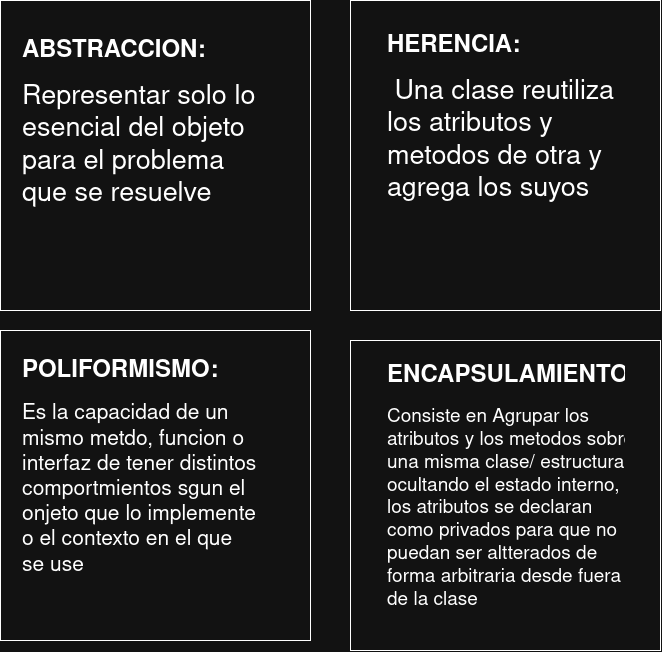 ABSTRACCION:
Representar solo lo
esencial del objeto
para el problema
que se resuelve
HERENCIA:
Una clase reutiliza
los atributos y
metodos de otra y
agrega los suyos
POLIFORMISMO:
Es la capacidad de un
mismo metdo, funcion o
interfaz de tener distintos
comportmientos sgun el
onjeto que lo implemente
o el contexto en el que
se use
ENCAPSULAMIENTO
Consiste en Agrupar los
atributos y los metodos sobre
una misma clase/ estructura
ocultando el estado interno,
los atributos se declaran
como privados para que no
puedan ser altterados de
forma arbitraria desde fuera
de la clase